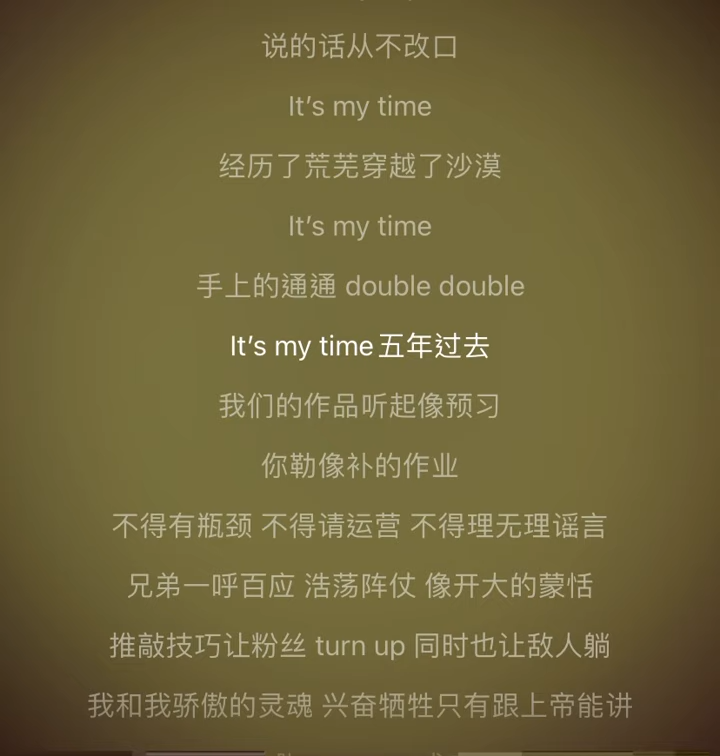 说的话从不改口
It's my time
经历了荒芜穿越了沙漠
It's my time
手上的通通 double double
It's my time 五年过去
我们的作品听起像预习
你勒像补的作业
不得有瓶颈 不得请运营 不得理无理谣言
兄弟一呼百应 浩荡阵仗 像开大的蒙恬
推敲技巧让粉丝 turn up 同时也让敌人躺
我和我骄傲的灵魂 兴奋牺牲只有跟上帝能讲